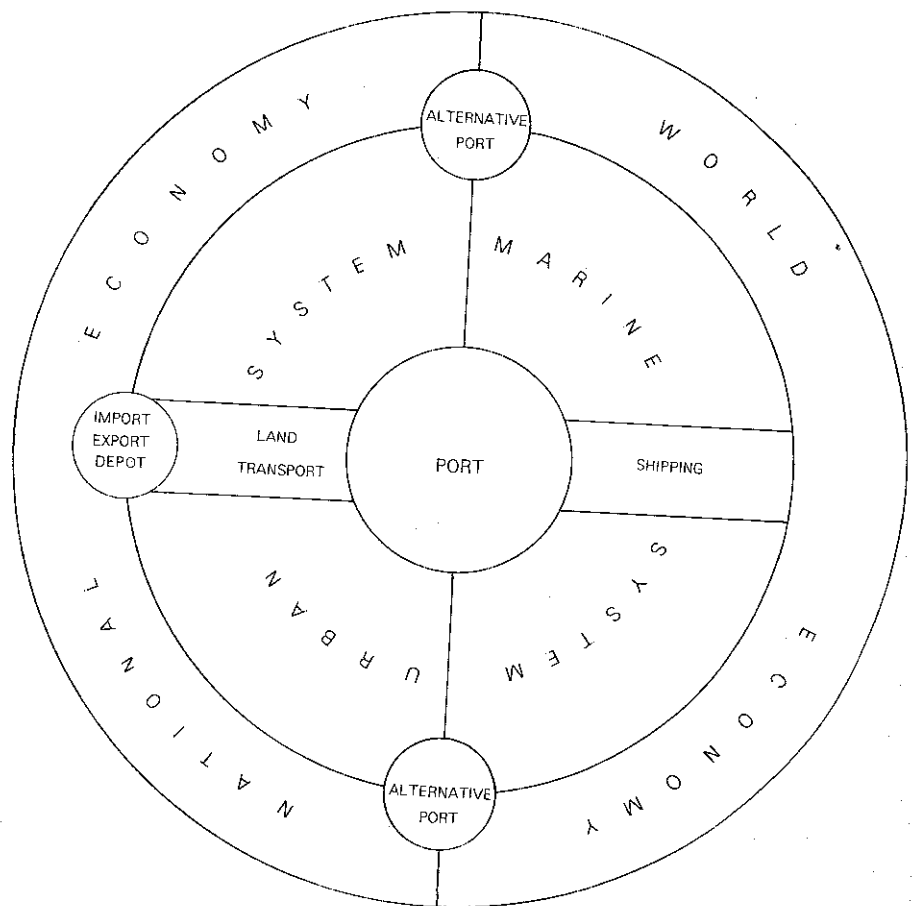 NATIONAL ECONOMY
WORLD ECONOMY
ALTERNATIVE
PORT
URBAN SYSTEM
MARINE SYSTEM
IMPORT
EXPORT
DEPOT
LAND
TRANSPORT
PORT
SHIPPING
ALTERNATIVE
PORT